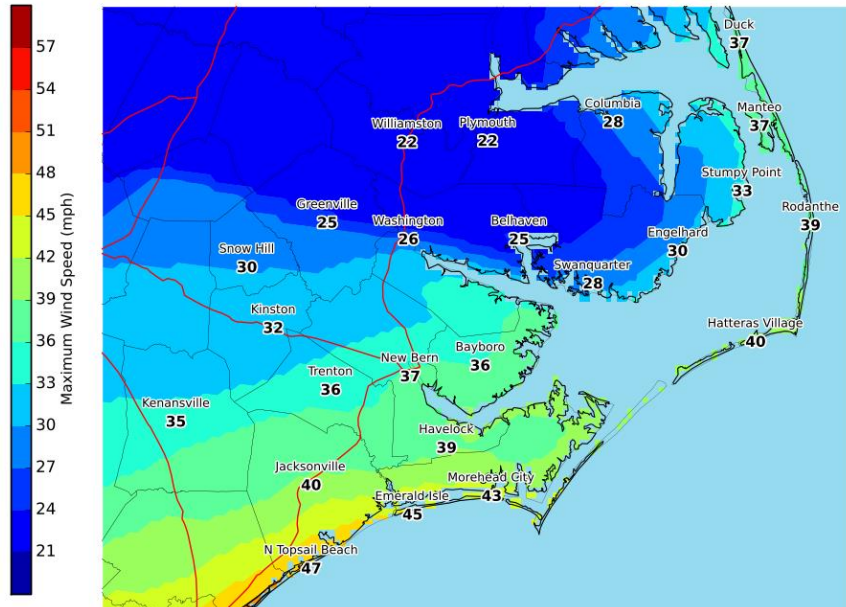 Maximum Wind Speed (mph)
57
54
51
48
45
42
39
36
33
30
27
24
21
Duck
37
Columbia
28
Manteo
37
Williamston
22
Plymouth
22
Stumpy Point
33
Greenville
25
Washington
26
Belhaven
25
Rodanthe
39
Engelhard
30
Snow Hill
30
Swanquarter
28
Kinston
32
Hatteras Village
40
New Bern
37
Bayboro
36
Trenton
36
Kenansville
35
Havelock
39
Jacksonville
40
Morehead City
43
Emerald Isle
45
N Topsail Beach
47